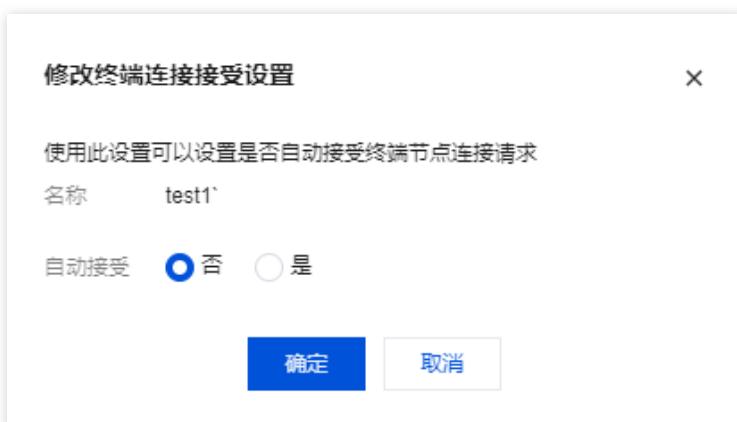 修改终端连接接受设置
使用此设置可以设置是否自动接受终端节点连接请求
名称 test1`
自动接受 否 是
确定 取消